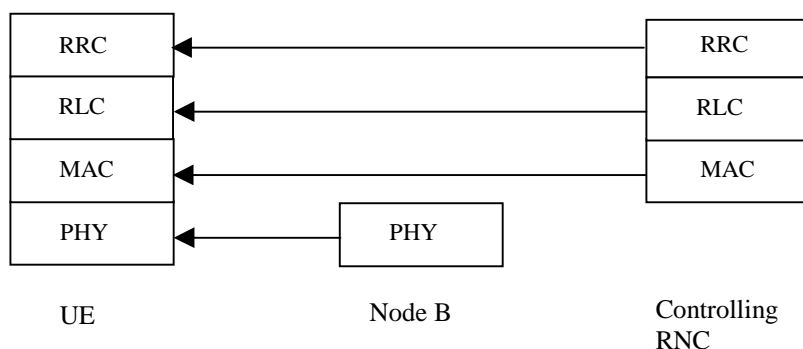 RRC RRC
RLC RLC
MAC MAC
PHY PHY
UE Node B Controlling
RNC